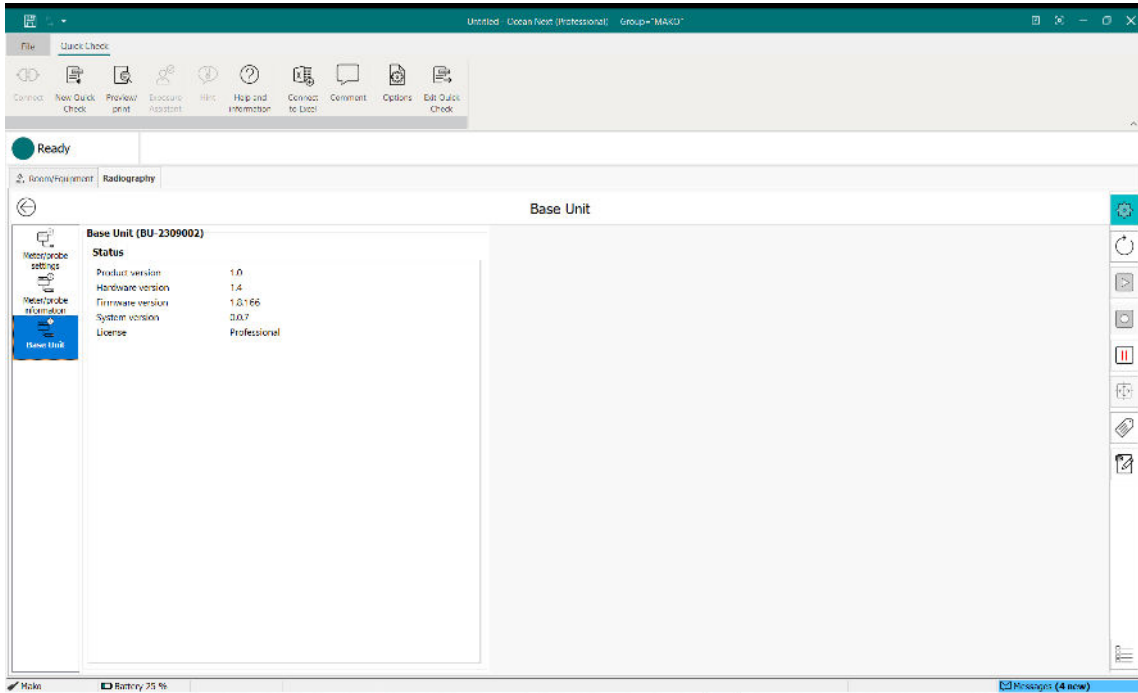 Untitled - Ocean Next (Professional) Group="MAKO"
File Quick Check
Connect
New Quick Check
Preview/ print
Exposure Assistant
Hint
Help and information
Connect to Excel
Comment
Options
Exit Quick Check
Ready
Room/Equipment Radiography
Base Unit
Meter/probe settings
Meter/probe information
Base Unit
Base Unit (BU-2309002)
Status
Product version 1.0
Hardware version 1.4
Firmware version 1.8.166
System version 0.0.7
License Professional
Mako Battery 25 % Messages (4 new)